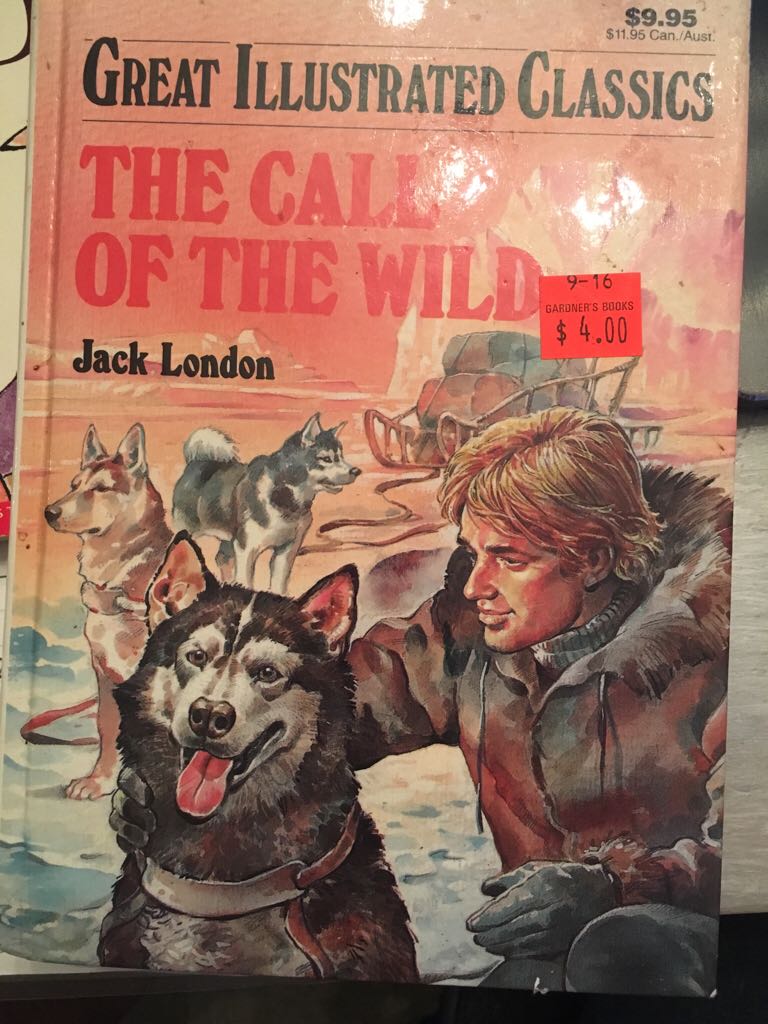 $9.95
$11.95 Can./Aust.
GREAT ILLUSTRATED CLASSICS
THE CALL
OF THE WILD
9-16
GARDNER'S BOOKS
$ 4.00
Jack London